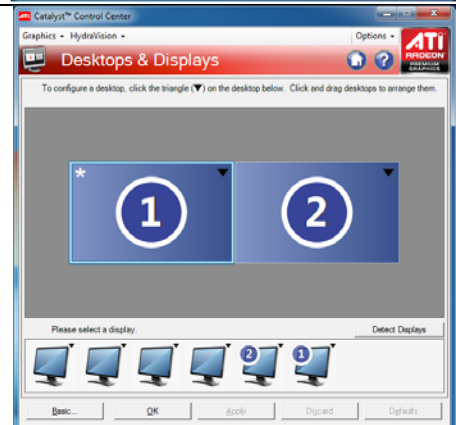 Catalyst™ Control Center
Graphics HydraVision Options
ATI
RADEON
PREMIUM
GRAPHICS
Desktops & Displays
?
To configure a desktop, click the triangle (▼) on the desktop below. Click and drag desktops to arrange them.
* 1 2
Please select a display. Detect Displays
2 1
Basic... OK Apply Discard Defaults